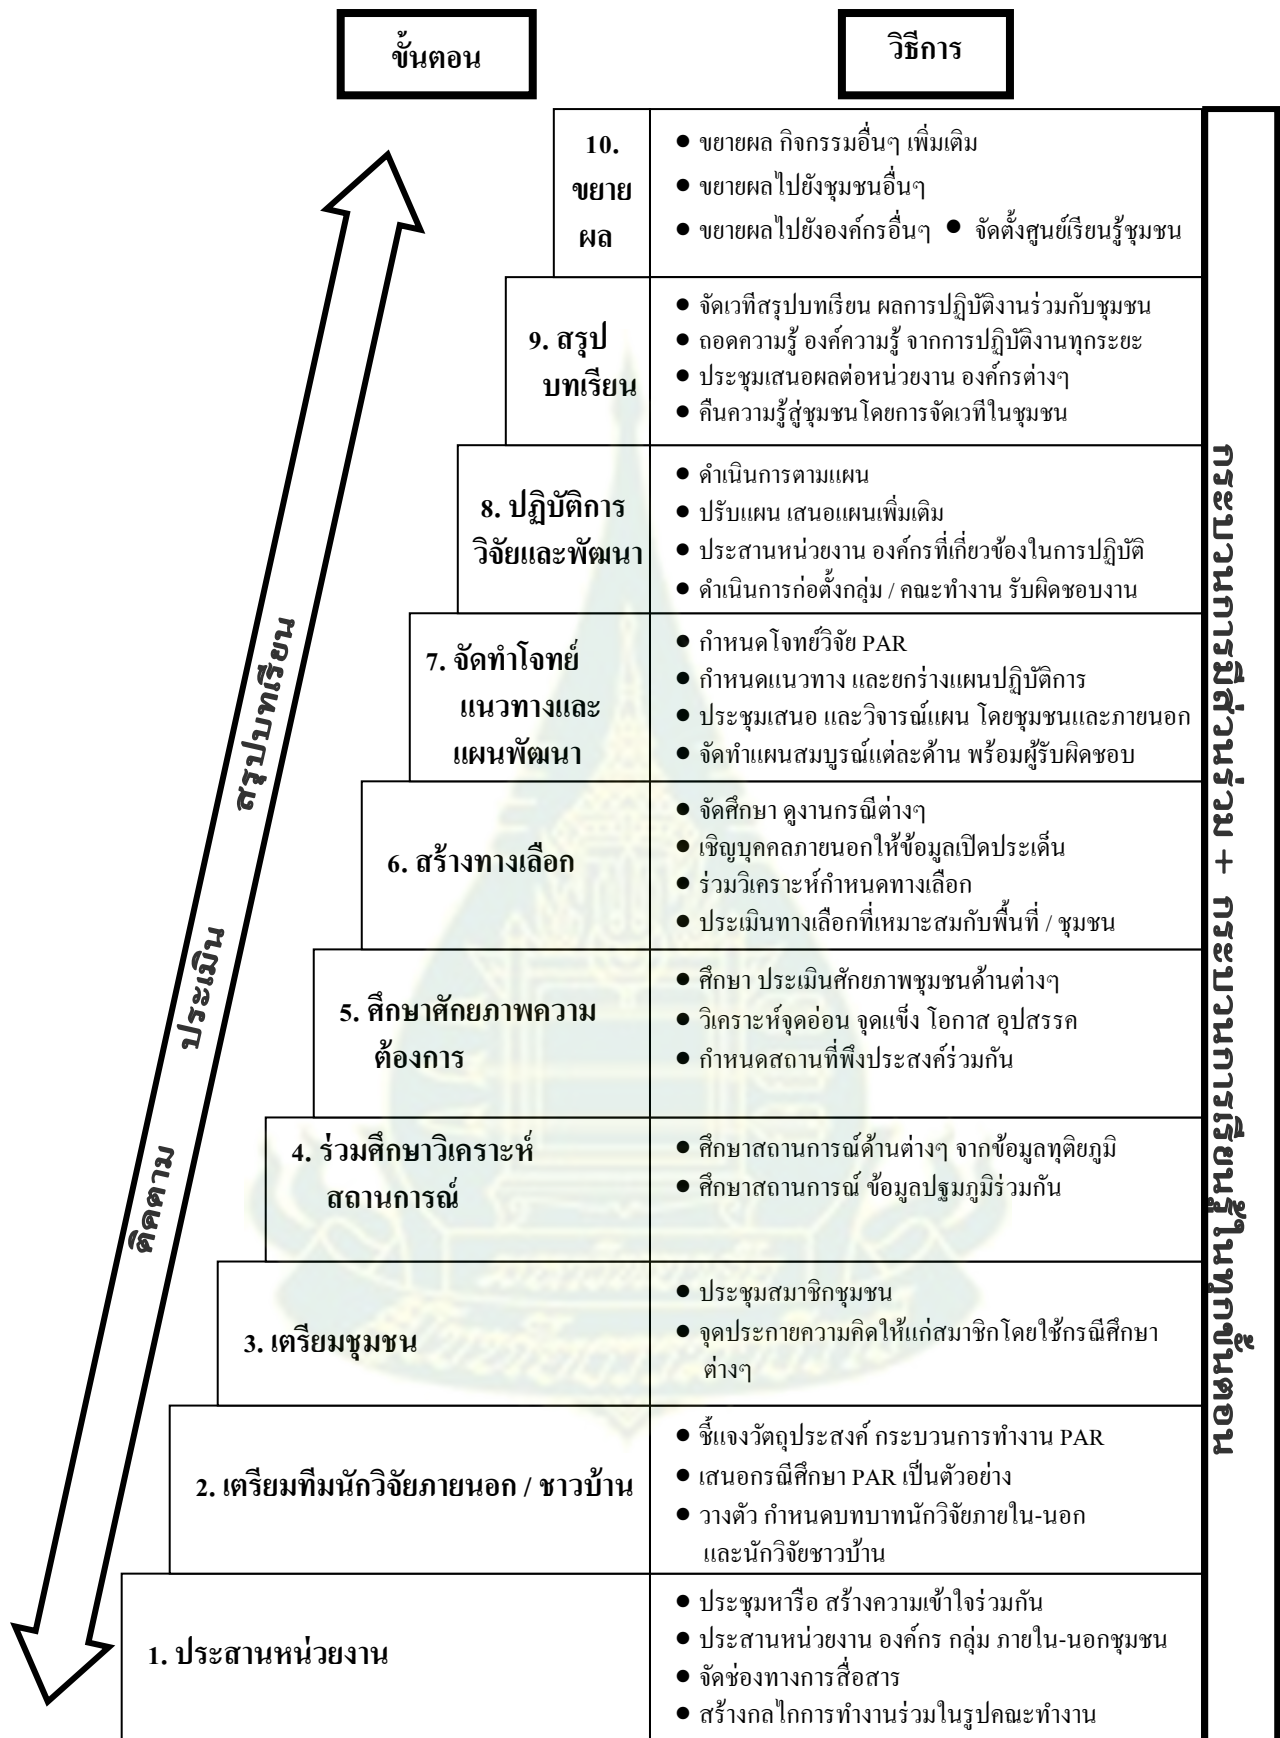 ขั้นตอน
วิธีการ
10.
ขยาย
ผล
● ขยายผล กิจกรรมอื่นๆ เพิ่มเติม
● ขยายผลไปยังชุมชนอื่นๆ
● ขยายผลไปยังองค์กรอื่นๆ ● จัดตั้งศูนย์เรียนรู้ชุมชน
9. สรุป
บทเรียน
● จัดเวทีสรุปบทเรียน ผลการปฏิบัติงานร่วมกับชุมชน
● ถอดความรู้ องค์ความรู้ จากการปฏิบัติงานทุกระยะ
● ประชุมเสนอผลต่อหน่วยงาน องค์กรต่างๆ
● คืนความรู้สู่ชุมชนโดยการจัดเวทีในชุมชน
8. ปฏิบัติการ
วิจัยและพัฒนา
● ดำเนินการตามแผน
● ปรับแผน เสนอแผนเพิ่มเติม
● ประสานหน่วยงาน องค์กรที่เกี่ยวข้องในการปฏิบัติ
● ดำเนินการก่อตั้งกลุ่ม / คณะทำงาน รับผิดชอบงาน
7. จัดทำโจทย์
แนวทางและ
แผนพัฒนา
● กำหนดโจทย์วิจัย PAR
● กำหนดแนวทาง และยกร่างแผนปฏิบัติการ
● ประชุมเสนอ และวิจารณ์แผน โดยชุมชนและภายนอก
● จัดทำแผนสมบูรณ์แต่ละด้าน พร้อมผู้รับผิดชอบ
6. สร้างทางเลือก
● จัดศึกษา ดูงานกรณีต่างๆ
● เชิญบุคคลภายนอกให้ข้อมูลเปิดประเด็น
● ร่วมวิเคราะห์กำหนดทางเลือก
● ประเมินทางเลือกที่เหมาะสมกับพื้นที่ / ชุมชน
5. ศึกษาศักยภาพความ
ต้องการ
● ศึกษา ประเมินศักยภาพชุมชนด้านต่างๆ
● วิเคราะห์จุดอ่อน จุดแข็ง โอกาส อุปสรรค
● กำหนดสถานที่พึงประสงค์ร่วมกัน
4. ร่วมศึกษาวิเคราะห์
สถานการณ์
● ศึกษาสถานการณ์ด้านต่างๆ จากข้อมูลทุติยภูมิ
● ศึกษาสถานการณ์ ข้อมูลปฐมภูมิร่วมกัน
3. เตรียมชุมชน
● ประชุมสมาชิกชุมชน
● จุดประกายความคิดให้แก่สมาชิกโดยใช้กรณีศึกษา
ต่างๆ
2. เตรียมทีมนักวิจัยภายนอก / ชาวบ้าน
● ชี้แจงวัตถุประสงค์ กระบวนการทำงาน PAR
● เสนอกรณีศึกษา PAR เป็นตัวอย่าง
● วางตัว กำหนดบทบาทนักวิจัยภายใน-นอก
และนักวิจัยชาวบ้าน
1. ประสานหน่วยงาน
● ประชุมหารือ สร้างความเข้าใจร่วมกัน
● ประสานหน่วยงาน องค์กร กลุ่ม ภายใน-นอกชุมชน
● จัดช่องทางการสื่อสาร
● สร้างกลไกการทำงานร่วมในรูปคณะทำงาน
ติดตาม ประเมิน สรุปบทเรียน
กระบวนการมีส่วนร่วม + กระบวนการเรียนรู้ในทุกขั้นตอน